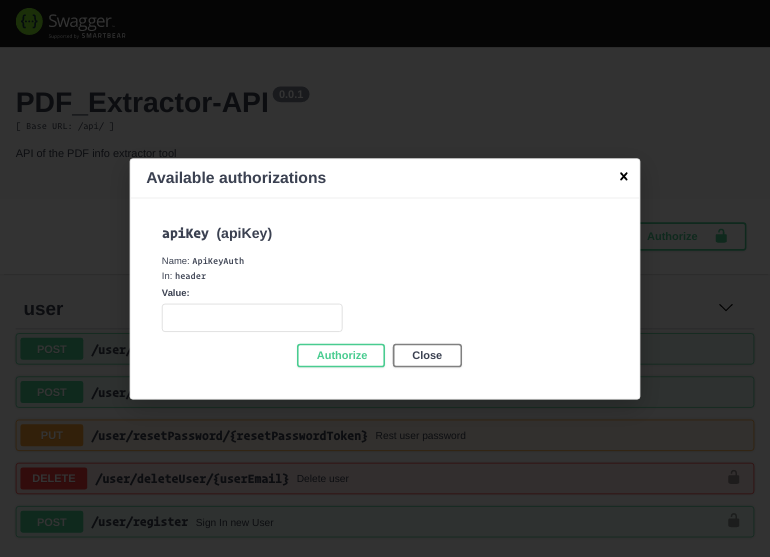 Swagger.
Supported by SMARTBEAR
PDF_Extractor-API 0.0.1
[ Base URL: /api/ ]
API of the PDF info extractor tool
Available authorizations
apiKey (apiKey)
Name: ApiKeyAuth
In: header
Value:
Authorize Close
Authorize
user
POST /user/
POST /user/
PUT /user/resetPassword/{resetPasswordToken} Rest user password
DELETE /user/deleteUser/{userEmail} Delete user
POST /user/register Sign In new User